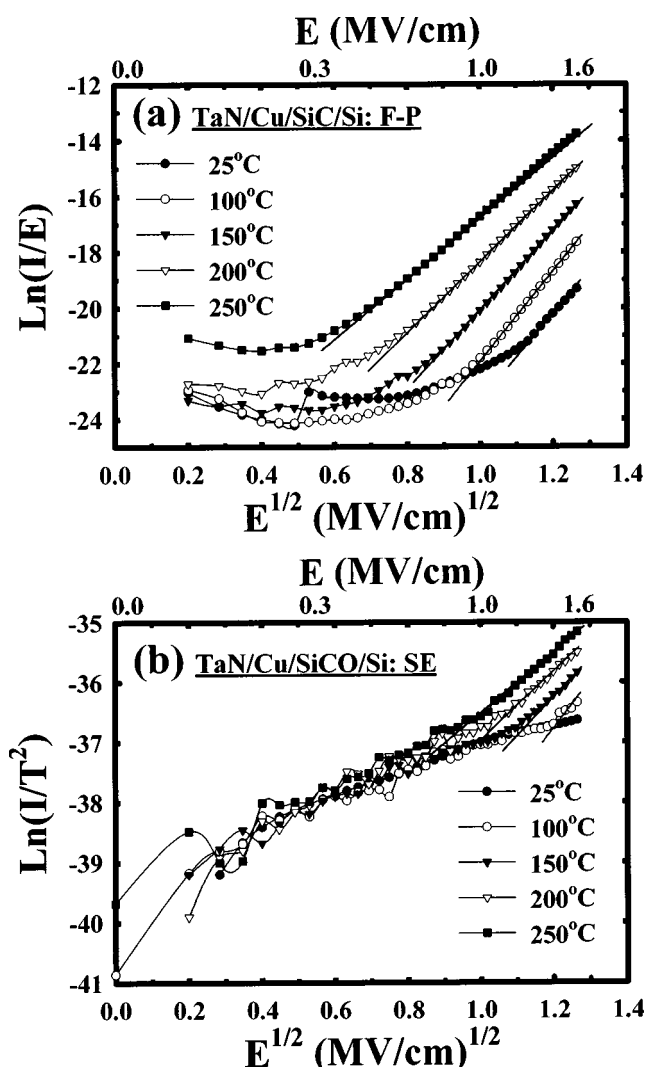 E (MV/cm)
0.0 0.3 1.0 1.6
(a) TaN/Cu/SiC/Si: F-P
25°C
100°C
150°C
200°C
250°C
Ln(I/E)
-12
-14
-16
-18
-20
-22
-24
0.0 0.2 0.4 0.6 0.8 1.0 1.2 1.4
E^1/2 (MV/cm)^1/2
E (MV/cm)
0.0 0.3 1.0 1.6
(b) TaN/Cu/SiCO/Si: SE
Ln(I/T^2)
-35
-36
-37
-38
-39
-40
-41
25°C
100°C
150°C
200°C
250°C
0.0 0.2 0.4 0.6 0.8 1.0 1.2 1.4
E^1/2 (MV/cm)^1/2